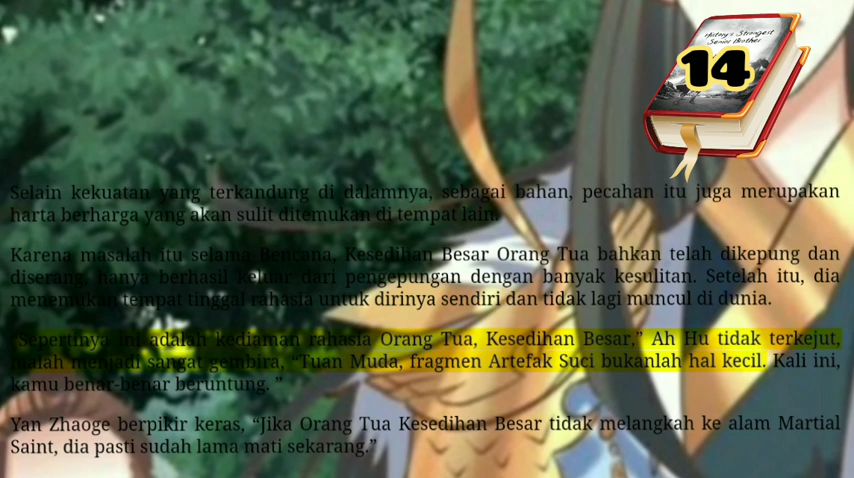 History's Strongest
Senior Brother
14
Selain kekuatan yang terkandung di dalamnya, sebagai bahan, pecahan itu juga merupakan
harta berharga yang akan sulit ditemukan di tempat lain.
Karena masalah itu selama Bencana, Kesedihan Besar Orang Tua bahkan telah dikepung dan
diserang, hanya berhasil keluar dari pengepungan dengan banyak kesulitan. Setelah itu, dia
menemukan tempat tinggal rahasia untuk dirinya sendiri dan tidak lagi muncul di dunia.
“Sepertinya ini adalah kediaman rahasia Orang Tua, Kesedihan Besar,” Ah Hu tidak terkejut,
malah menjadi sangat gembira, “Tuan Muda, fragmen Artefak Suci bukanlah hal kecil. Kali ini,
kamu benar-benar beruntung. ”
Yan Zhaoge berpikir keras, “Jika Orang Tua Kesedihan Besar tidak melangkah ke alam Martial
Saint, dia pasti sudah lama mati sekarang.”